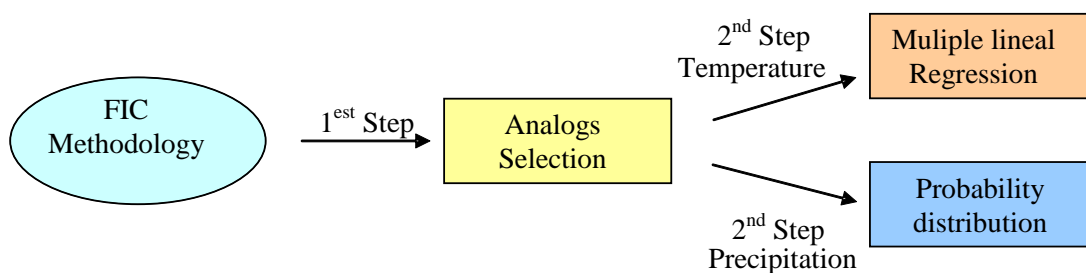 FIC
Methodology
1est Step
Analogs
Selection
2nd Step
Temperature
Muliple lineal
Regression
2nd Step
Precipitation
Probability
distribution